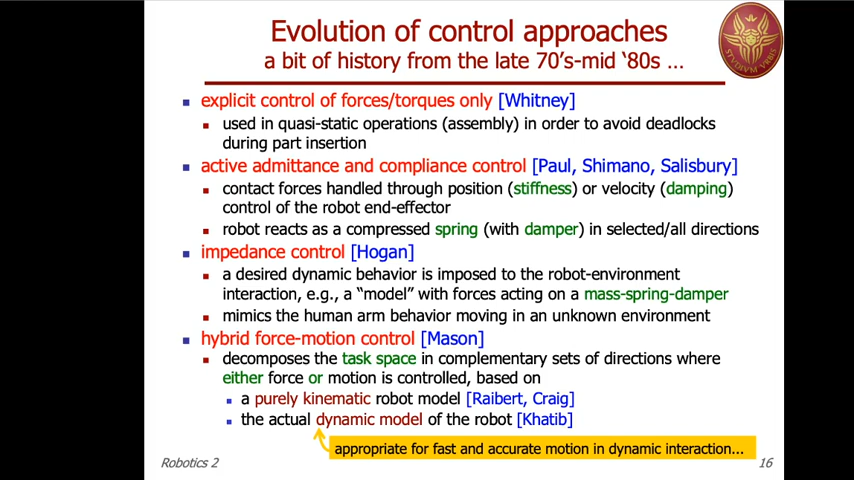 Evolution of control approaches
a bit of history from the late 70's-mid '80s ...
STVDIVM VRBIS
explicit control of forces/torques only [Whitney]
used in quasi-static operations (assembly) in order to avoid deadlocks
during part insertion
active admittance and compliance control [Paul, Shimano, Salisbury]
contact forces handled through position (stiffness) or velocity (damping)
control of the robot end-effector
robot reacts as a compressed spring (with damper) in selected/all directions
impedance control [Hogan]
a desired dynamic behavior is imposed to the robot-environment
interaction, e.g., a "model" with forces acting on a mass-spring-damper
mimics the human arm behavior moving in an unknown environment
hybrid force-motion control [Mason]
decomposes the task space in complementary sets of directions where
either force or motion is controlled, based on
a purely kinematic robot model [Raibert, Craig]
the actual dynamic model of the robot [Khatib]
appropriate for fast and accurate motion in dynamic interaction...
Robotics 2
16